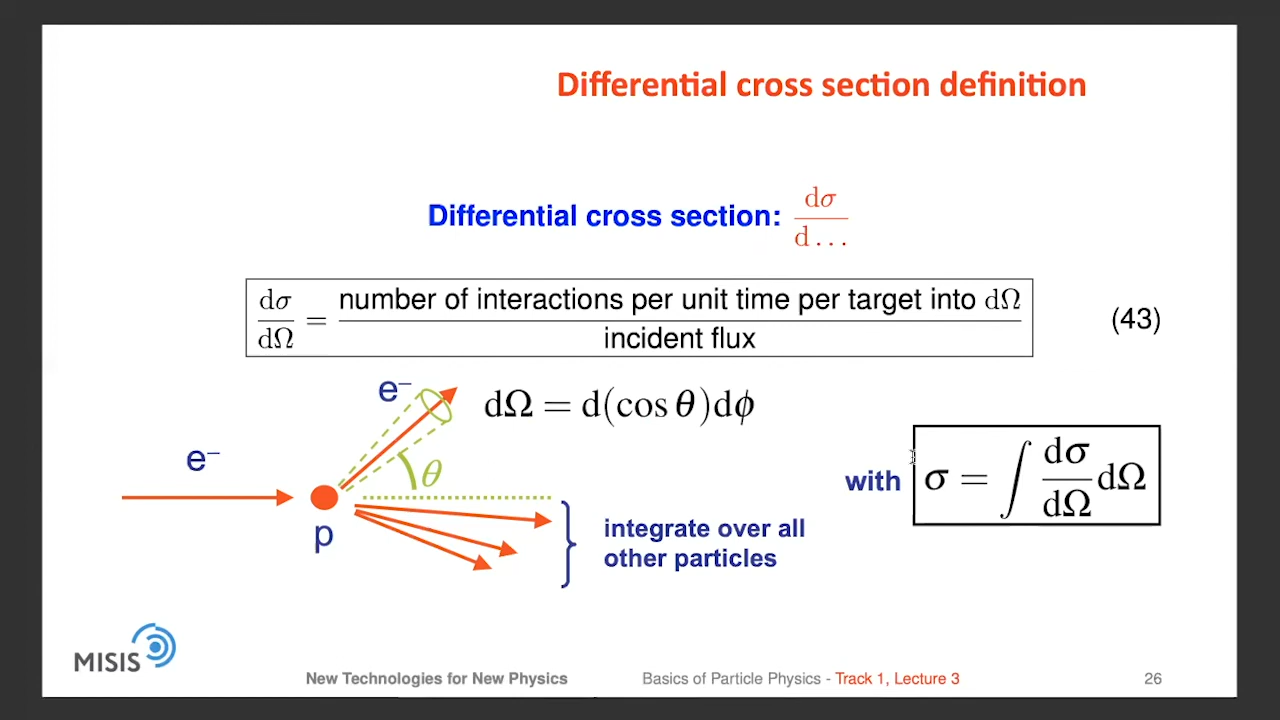 Differential cross section definition
Differential cross section: dσ/d…
dσ/dΩ = number of interactions per unit time per target into dΩ / incident flux (43)
e⁻
dΩ = d(cos θ)dϕ
e⁻
θ
with σ = ∫ dσ/dΩ dΩ
p
integrate over all
other particles
MISIS
New Technologies for New Physics Basics of Particle Physics - Track 1, Lecture 3 26